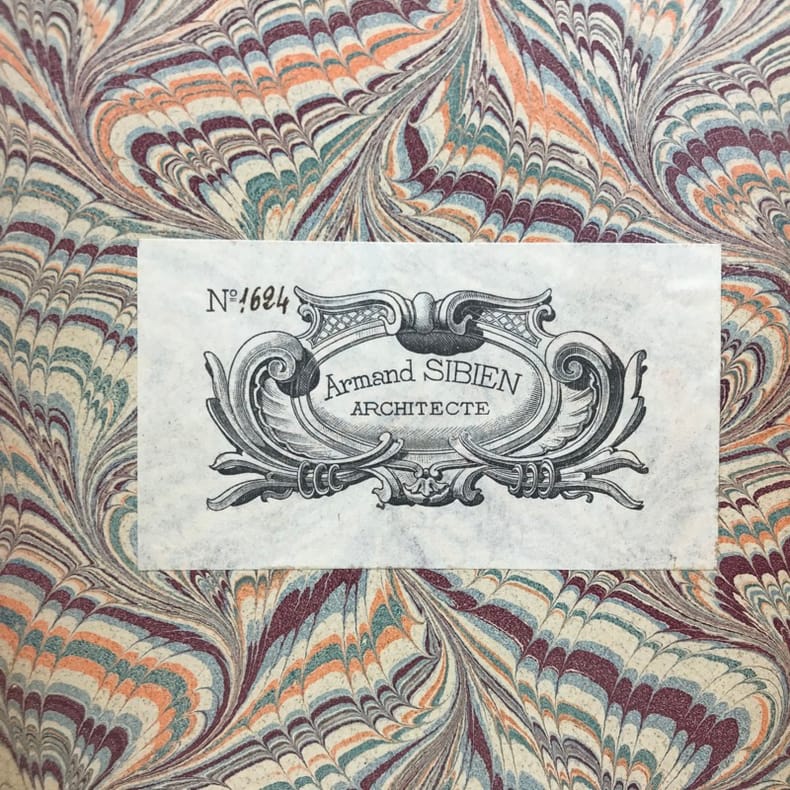 Nº 1624
Armand SIBIEN
ARCHITECTE